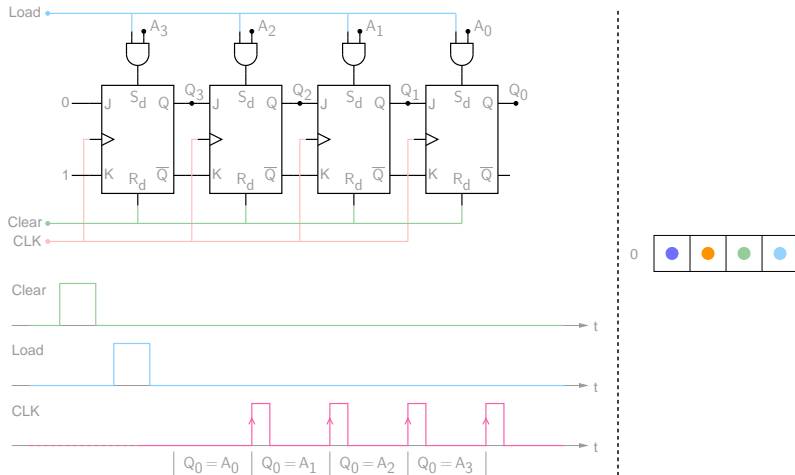 Load
A3 A2 A1 A0
Sd Sd Sd Sd
0 J Q Q3 J Q Q2 J Q Q1 J Q Q0
1 K Q̅ K Q̅ K Q̅ K Q̅
Rd Rd Rd Rd
Clear
CLK
0
Clear
t
Load
t
CLK
t
Q0 = A0 Q0 = A1 Q0 = A2 Q0 = A3